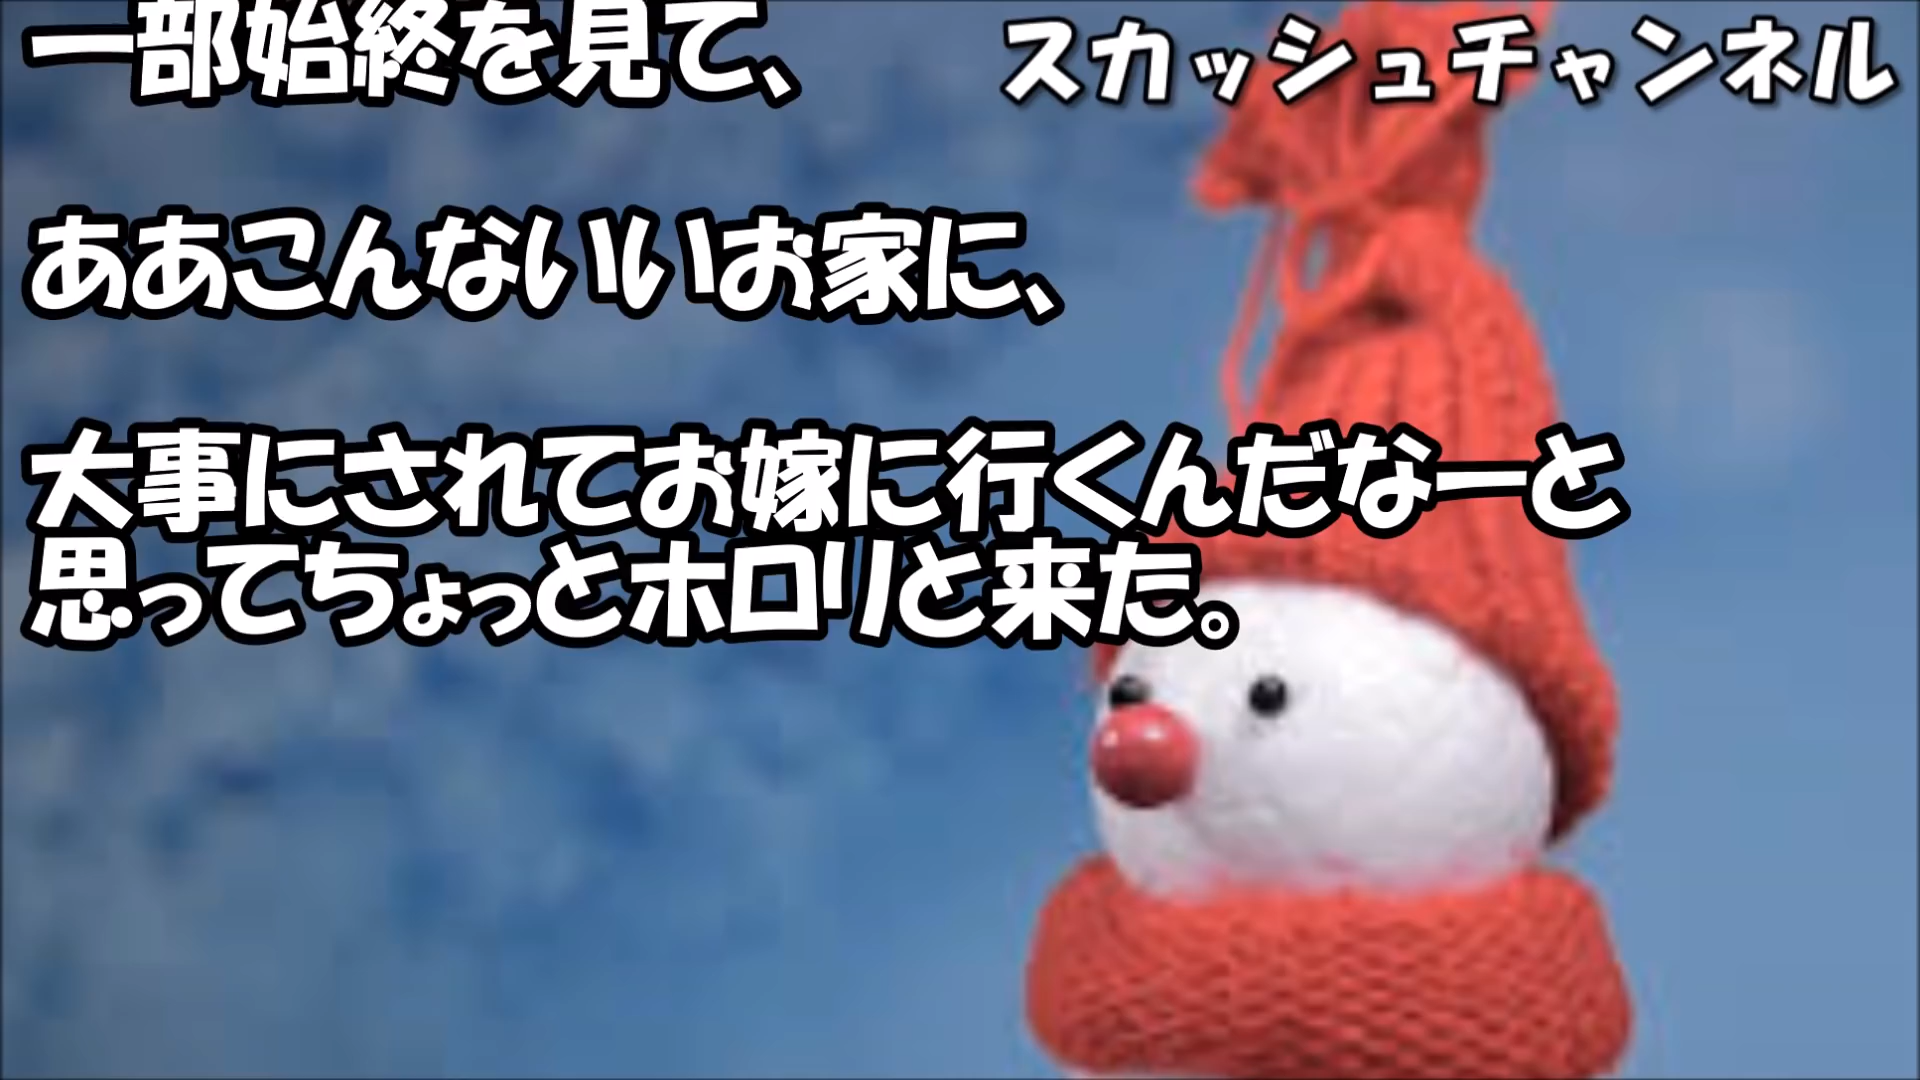 一部始終を見て、
スカッシュチャンネル
ああこんないいお家に、
大事にされてお嫁に行くんだなーと
思ってちょっとホロリと来た。